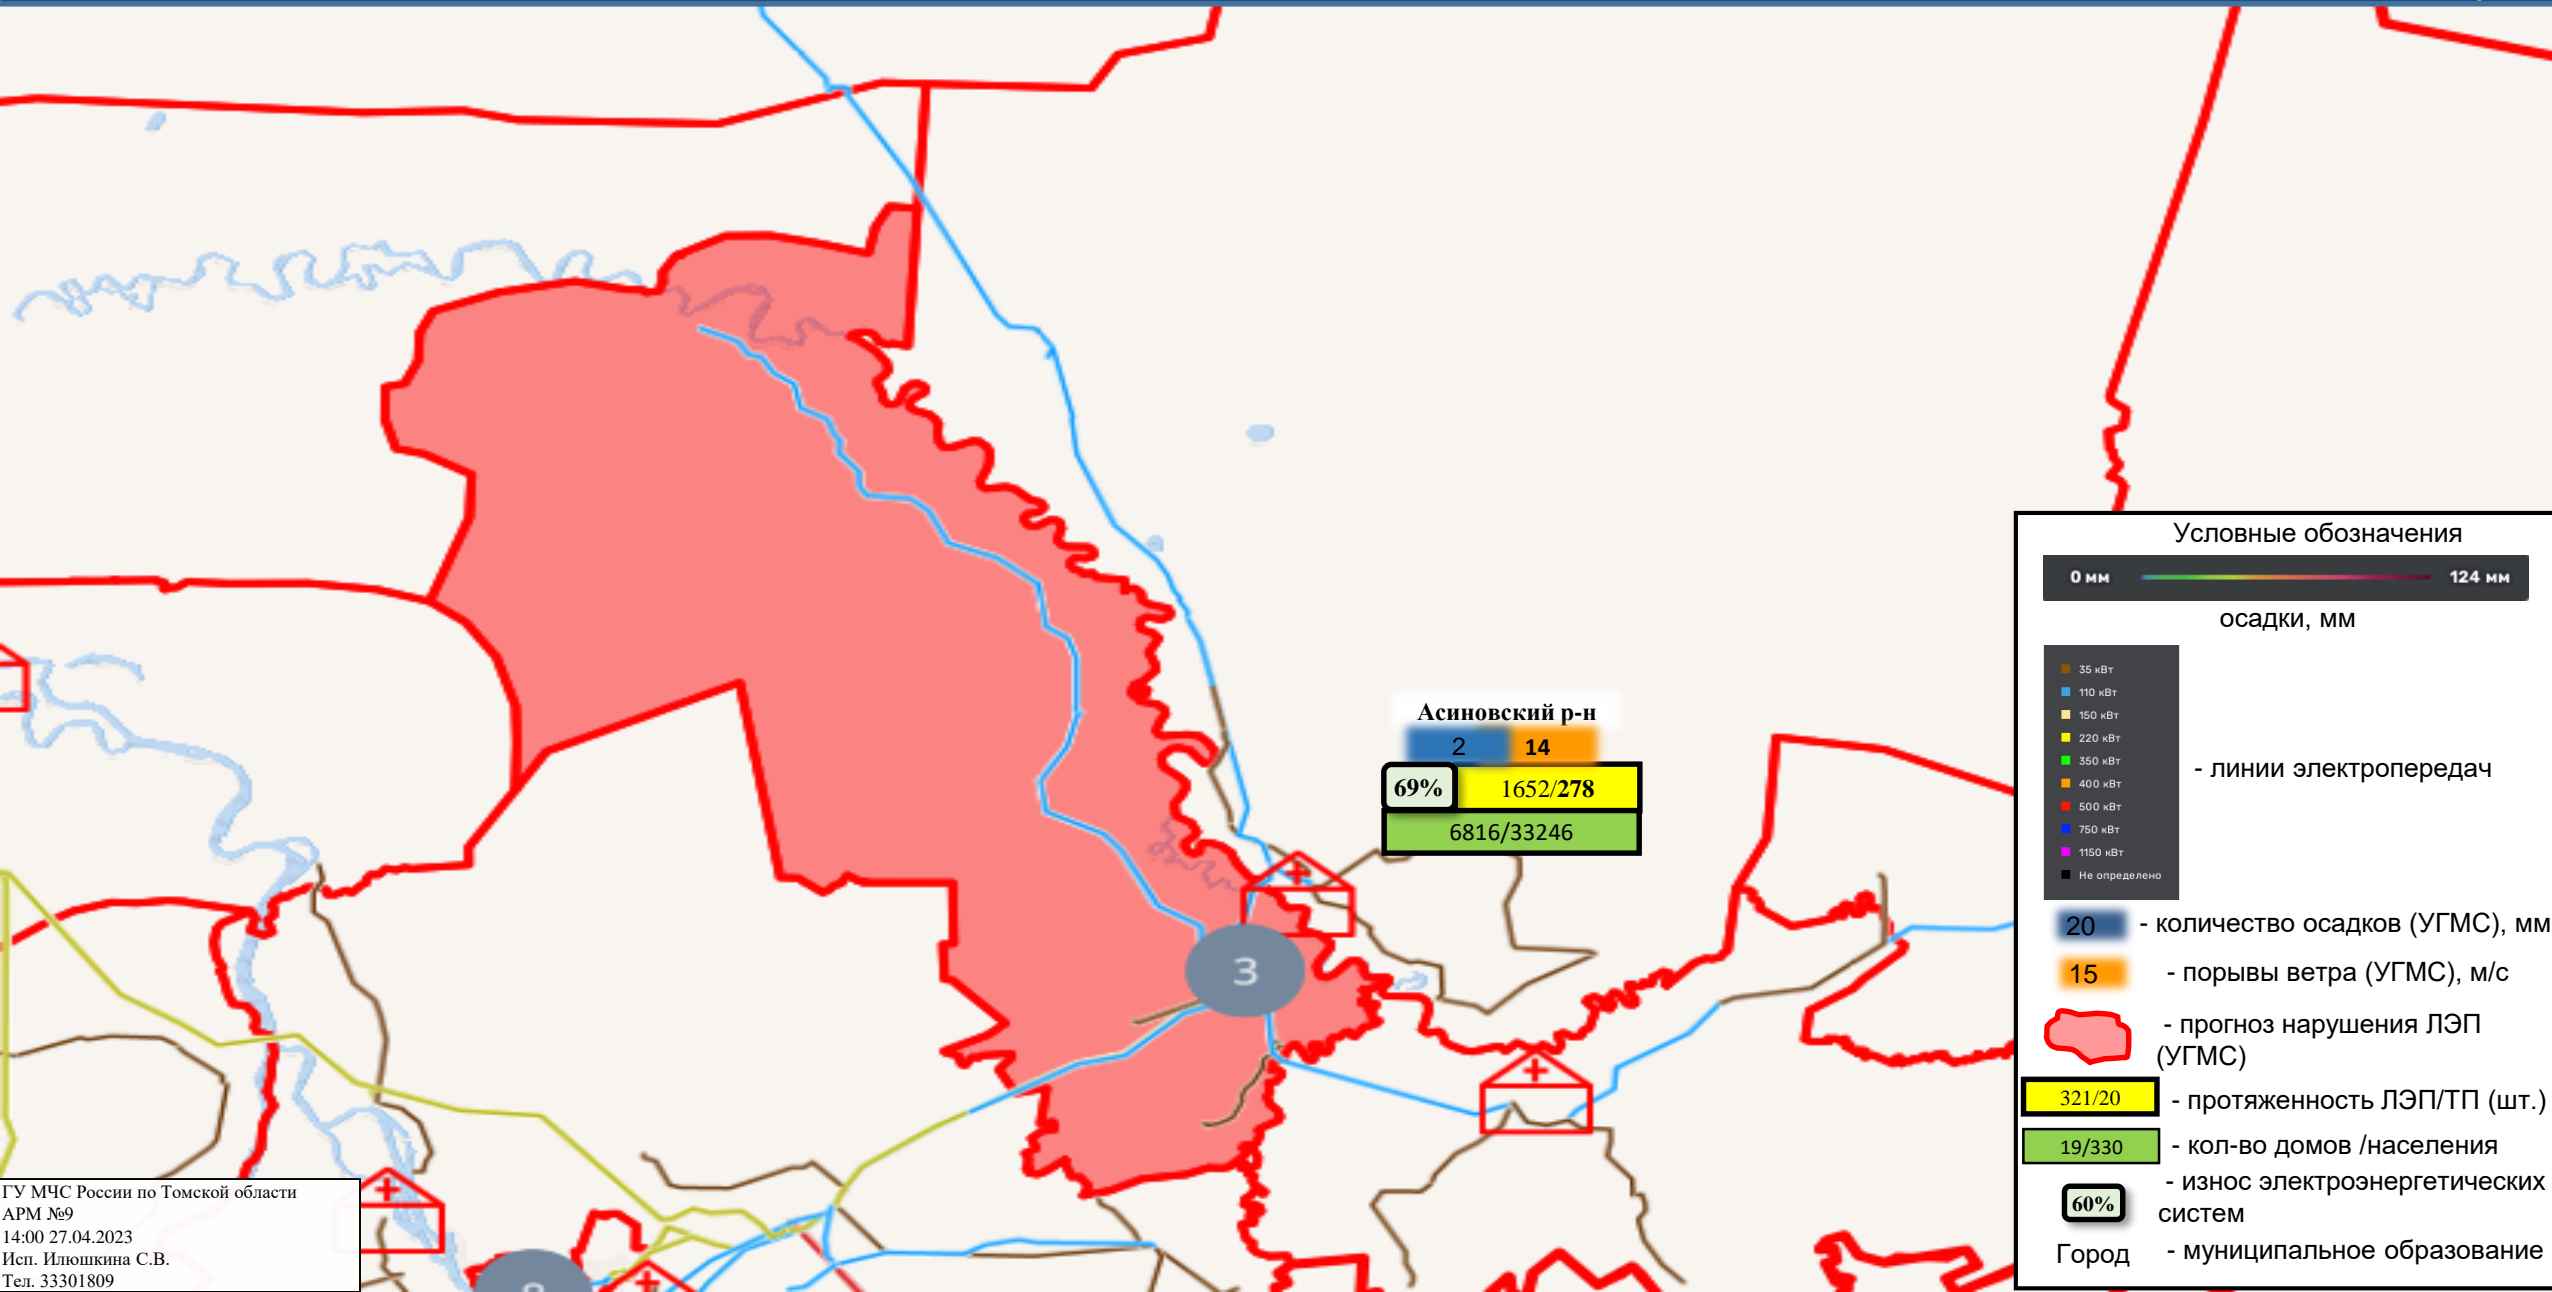 Асиновский р-н
2 14
69% 1652/278
6816/33246
3
Условные обозначения
0 мм 124 мм
осадки, мм
35 кВт
110 кВт
150 кВт
220 кВт
350 кВт
400 кВт
500 кВт
750 кВт
1150 кВт
Не определено
- линии электропередач
20 - количество осадков (УГМС), мм
15 - порывы ветра (УГМС), м/с
- прогноз нарушения ЛЭП
(УГМС)
321/20 - протяженность ЛЭП/ТП (шт.)
19/330 - кол-во домов /населения
- износ электроэнергетических
60% систем
Город - муниципальное образование
ГУ МЧС России по Томской области
АРМ №9
14:00 27.04.2023
Исп. Илюшкина С.В.
Тел. 33301809